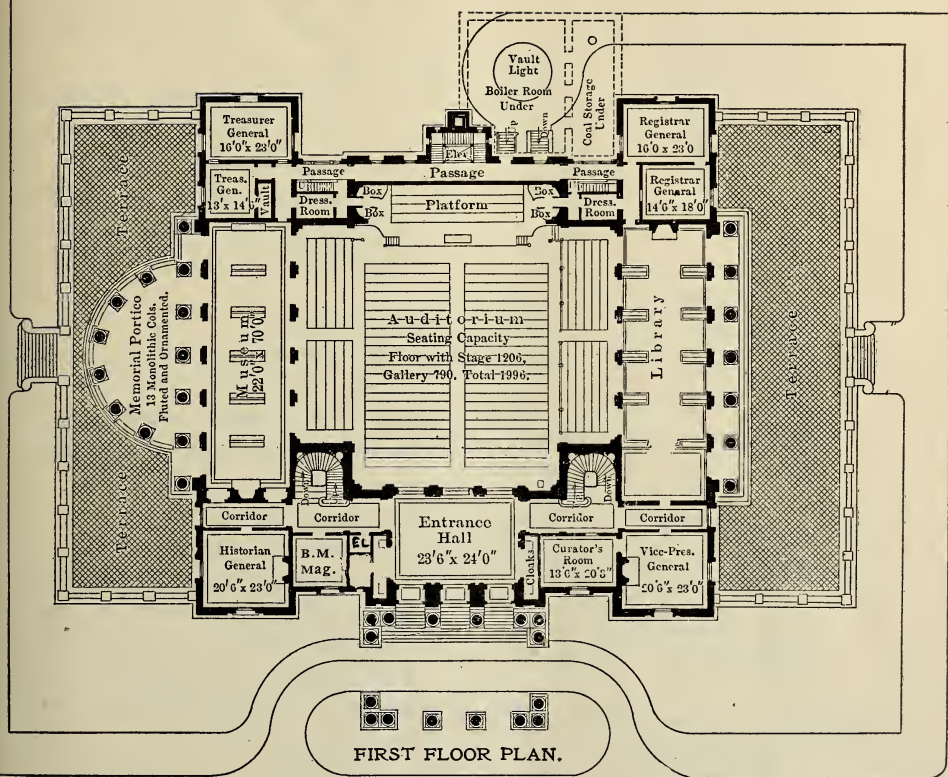 Vault
Light
Boiler Room
Under
Up
Down
Coal Storage
Under
Treasurer
General
16'0" x 23'0"
Elev.
Registrar
General
16'0 x 23'0
Passage
Passage
Passage
Treas.
Gen.
13' x 14'
Vault
Dress.
Room
Box
Box
Platform
Box
Box
Dress.
Room
Registrar
General
14'6" x 18'0"
Terrace
Memorial Portico
13 Monolithic Cols.
Fluted and Ornamented.
Museum
22'0" x 70'0"
Auditorium
Seating Capacity
Floor with Stage 1206.
Gallery 790. Total 1996.
Library
Terrace
Terrace
Down
Down
Corridor
Corridor
Entrance
Hall
23'6" x 24'0"
Corridor
Corridor
Historian
General
20'6" x 23'0"
B.M.
Mag.
EL
Cloaks
Curator's
Room
13'6" x 20'8"
Vice-Pres.
General
20'6" x 23'0"
FIRST FLOOR PLAN.